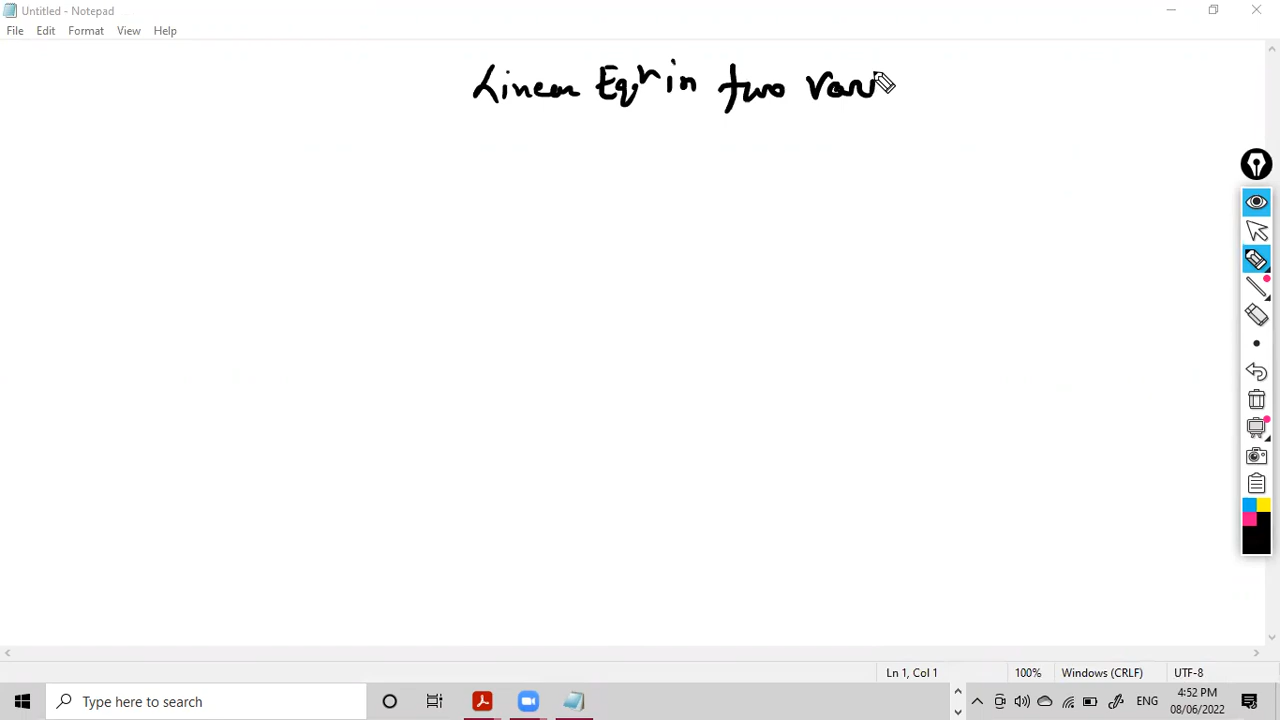 Untitled - Notepad
File Edit Format View Help
Linear Eqn in two vari
Ln 1, Col 1 100% Windows (CRLF) UTF-8
Type here to search
ENG
4:52 PM
08/06/2022